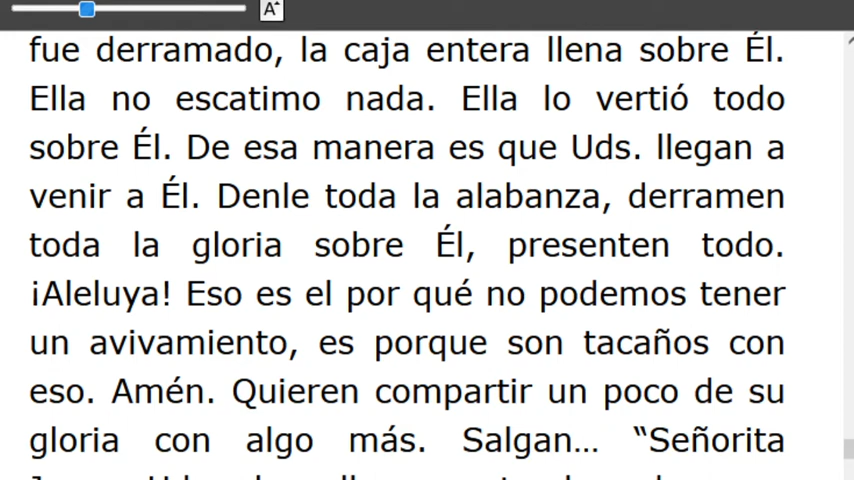 A
fue derramado, la caja entera llena sobre Él.
Ella no escatimo nada. Ella lo vertió todo
sobre Él. De esa manera es que Uds. llegan a
venir a Él. Denle toda la alabanza, derramen
toda la gloria sobre Él, presenten todo.
¡Aleluya! Eso es el por qué no podemos tener
un avivamiento, es porque son tacaños con
eso. Amén. Quieren compartir un poco de su
gloria con algo más. Salgan... “Señorita